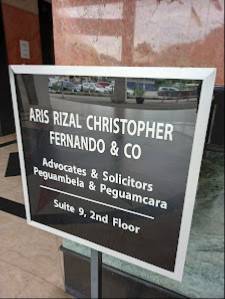 ARIS RIZAL CHRISTOPHER
FERNANDO & CO
Advocates & Solicitors
Peguambela & Peguamcara
Suite 9, 2nd Floor